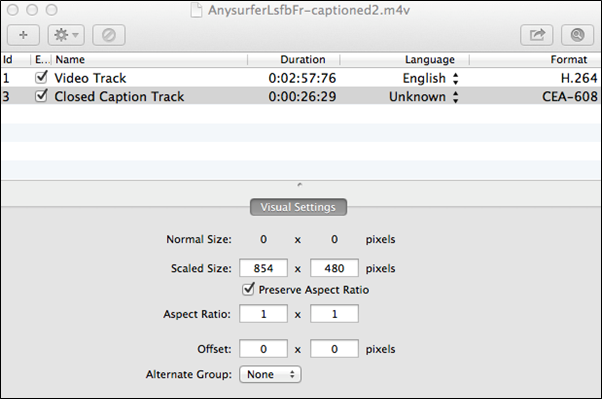 AnysurferLsfbFr-captioned2.m4v
Id E... Name Duration Language Format
1 Video Track 0:02:57:76 English H.264
3 Closed Caption Track 0:00:26:29 Unknown CEA-608
Visual Settings
Normal Size: 0 x 0 pixels
Scaled Size: 854 x 480 pixels
Preserve Aspect Ratio
Aspect Ratio: 1 x 1
Offset: 0 x 0 pixels
Alternate Group: None